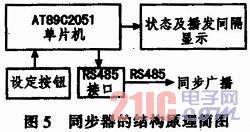 AT89C2051
单片机
状态及播发间隔
显示
设定按钮
RS485
接口
RS485
同步广播
图5 同步器的结构原理简图